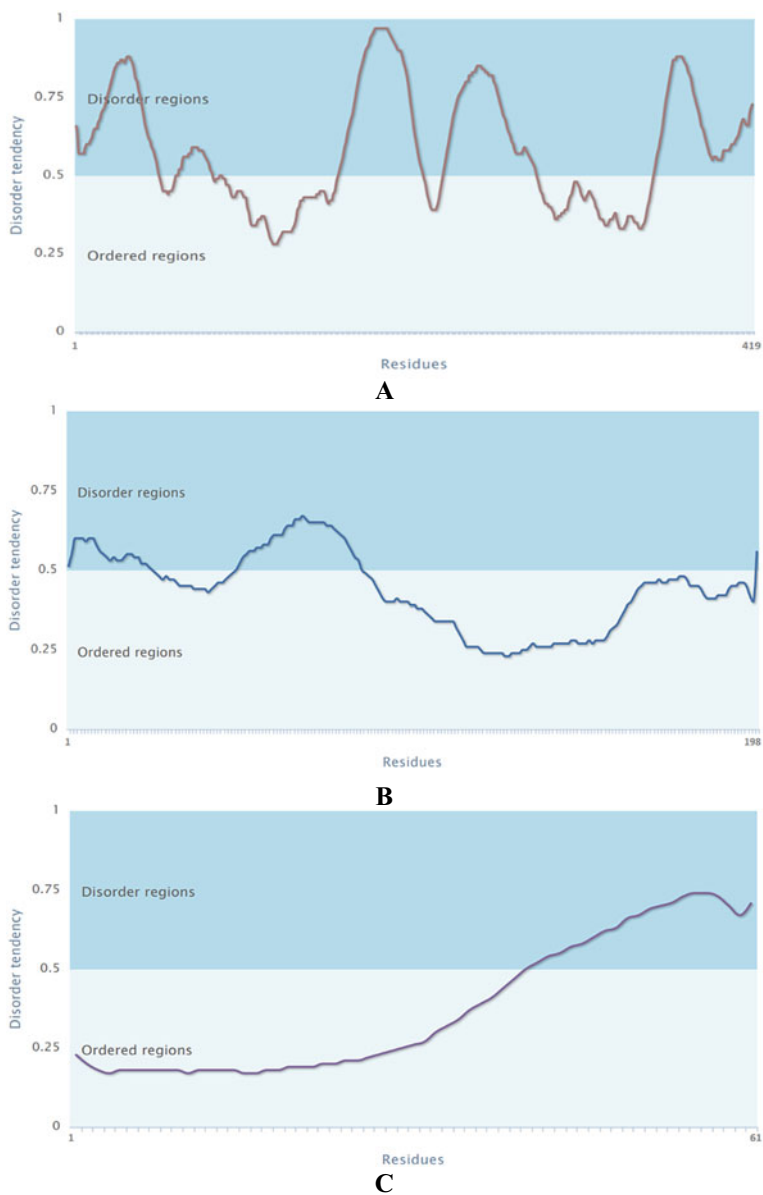 1
0.75
Disorder regions
Disorder tendency
0.5
0.25
Ordered regions
0
1
419
Residues
A
1
0.75
Disorder regions
Disorder tendency
0.5
0.25
Ordered regions
0
1
198
Residues
B
1
0.75
Disorder regions
Disorder tendency
0.5
0.25
Ordered regions
0
1
61
Residues
C